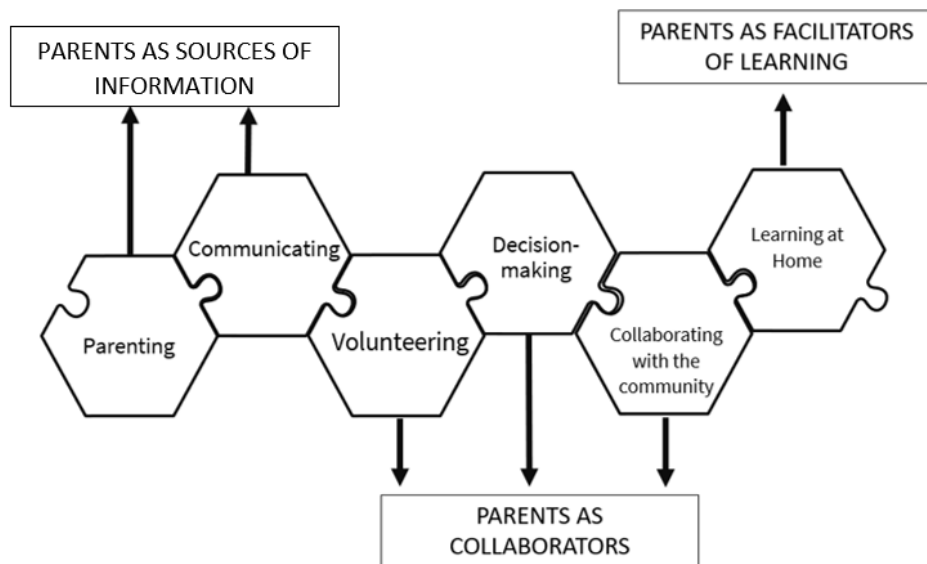 PARENTS AS SOURCES OF
INFORMATION
PARENTS AS FACILITATORS
OF LEARNING
Parenting
Communicating
Volunteering
Decision-
making
Collaborating
with the
community
Learning at
Home
PARENTS AS
COLLABORATORS